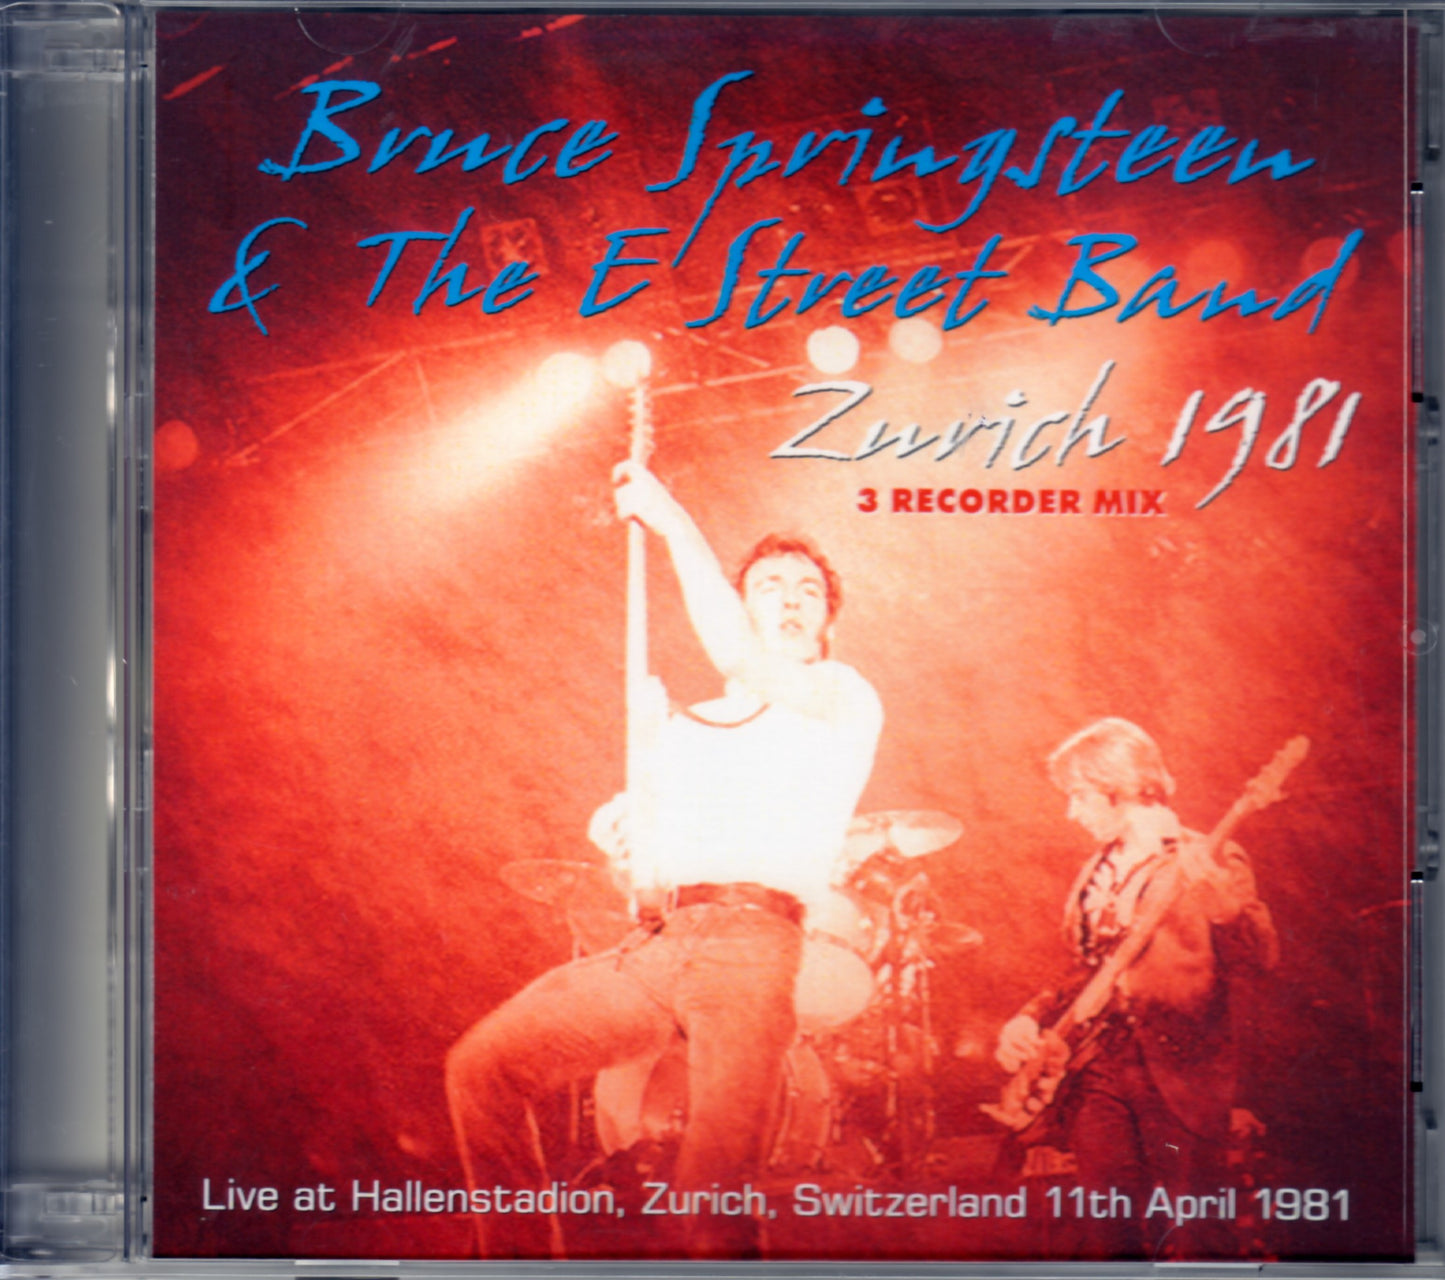 Bruce Springsteen
& The E Street Band
Zurich 1981
3 RECORDER MIX
Live at Hallenstadion, Zurich, Switzerland 11th April 1981